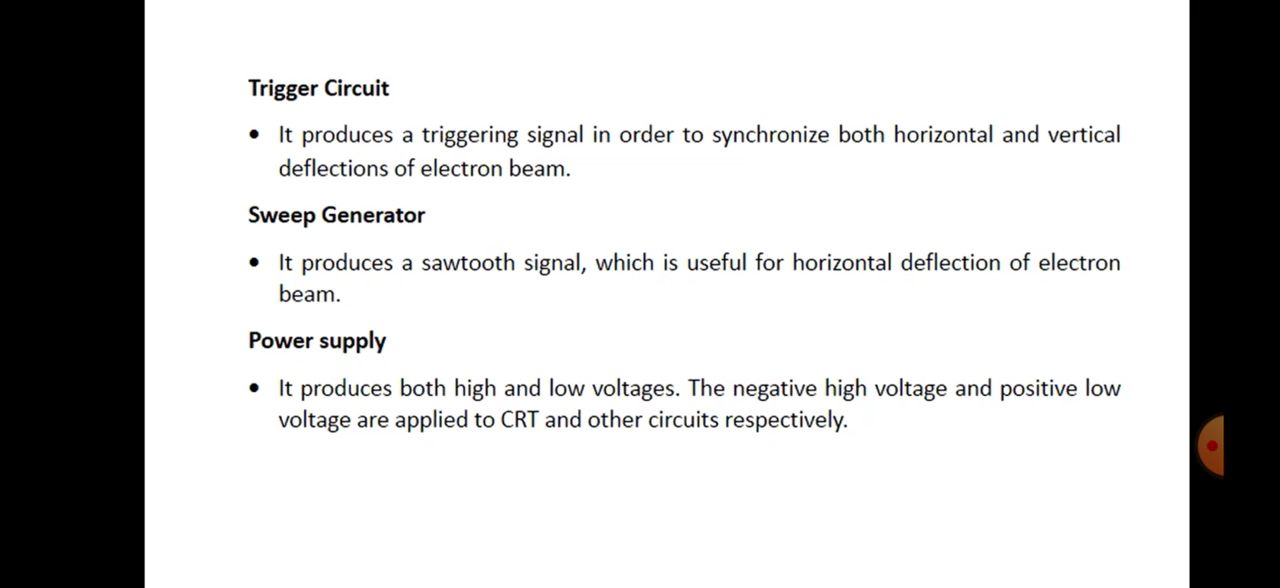 Trigger Circuit
• It produces a triggering signal in order to synchronize both horizontal and vertical
deflections of electron beam.
Sweep Generator
• It produces a sawtooth signal, which is useful for horizontal deflection of electron
beam.
Power supply
• It produces both high and low voltages. The negative high voltage and positive low
voltage are applied to CRT and other circuits respectively.